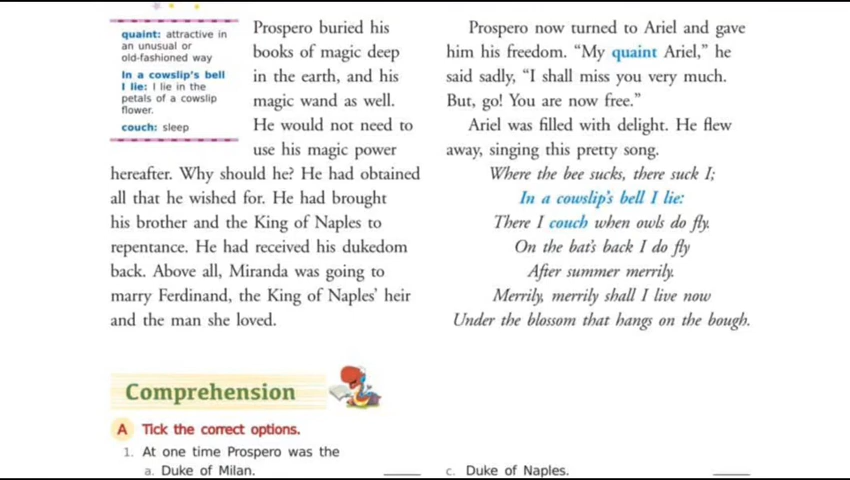 quaint: attractive in
an unusual or
old-fashioned way
In a cowslip's bell
I lie: I lie in the
petals of a cowslip
flower.
couch: sleep
Prospero buried his
books of magic deep
in the earth, and his
magic wand as well.
He would not need to
use his magic power
hereafter. Why should he? He had obtained
all that he wished for. He had brought
his brother and the King of Naples to
repentance. He had received his dukedom
back. Above all, Miranda was going to
marry Ferdinand, the King of Naples' heir
and the man she loved.
Prospero now turned to Ariel and gave
him his freedom. “My quaint Ariel,” he
said sadly, “I shall miss you very much.
But, go! You are now free.”
Ariel was filled with delight. He flew
away, singing this pretty song.
Where the bee sucks, there suck I;
In a cowslip's bell I lie:
There I couch when owls do fly.
On the bat's back I do fly
After summer merrily.
Merrily, merrily shall I live now
Under the blossom that hangs on the bough.
Comprehension
A Tick the correct options.
1. At one time Prospero was the
a. Duke of Milan. _____
c. Duke of Naples. _____